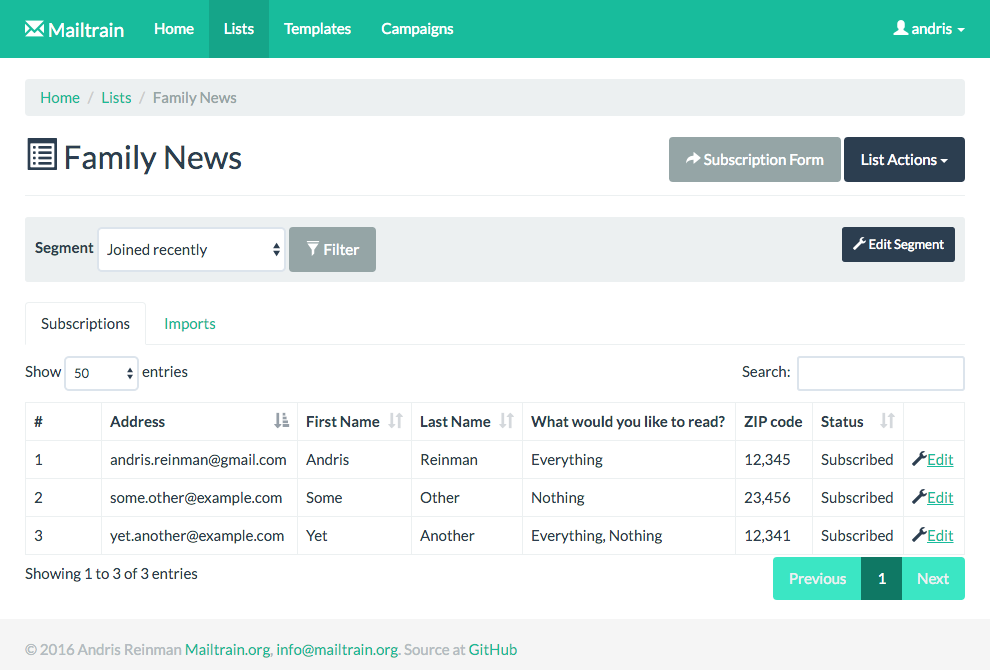 Mailtrain Home Lists Templates Campaigns andris
Home / Lists / Family News
Family News Subscription Form List Actions
Segment Joined recently Filter Edit Segment
Subscriptions Imports
Show 50 entries Search:
# Address First Name Last Name What would you like to read? ZIP code Status
1 andris.reinman@gmail.com Andris Reinman Everything 12,345 Subscribed Edit
2 some.other@example.com Some Other Nothing 23,456 Subscribed Edit
3 yet.another@example.com Yet Another Everything, Nothing 12,341 Subscribed Edit
Showing 1 to 3 of 3 entries Previous 1 Next
© 2016 Andris Reinman Mailtrain.org, info@mailtrain.org. Source at GitHub